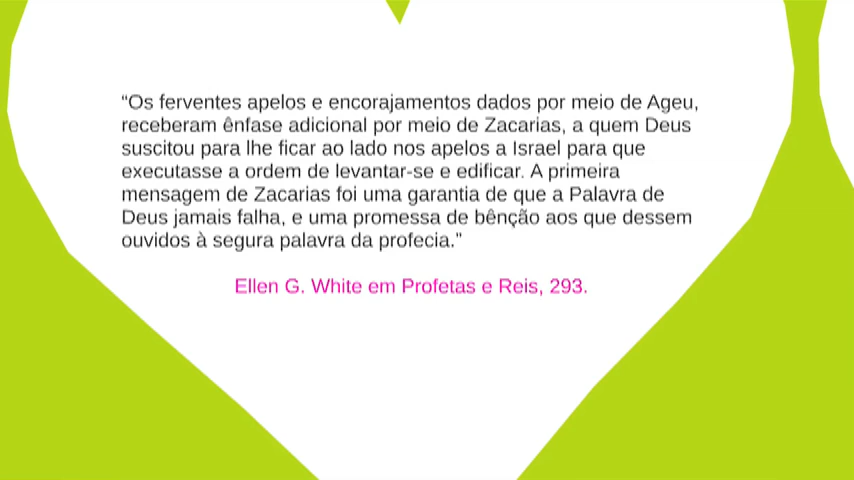 "Os ferventes apelos e encorajamentos dados por meio de Ageu,
receberam ênfase adicional por meio de Zacarias, a quem Deus
suscitou para lhe ficar ao lado nos apelos a Israel para que
executasse a ordem de levantar-se e edificar. A primeira
mensagem de Zacarias foi uma garantia de que a Palavra de
Deus jamais falha, e uma promessa de bênção aos que dessem
ouvidos à segura palavra da profecia."
Ellen G. White em Profetas e Reis, 293.